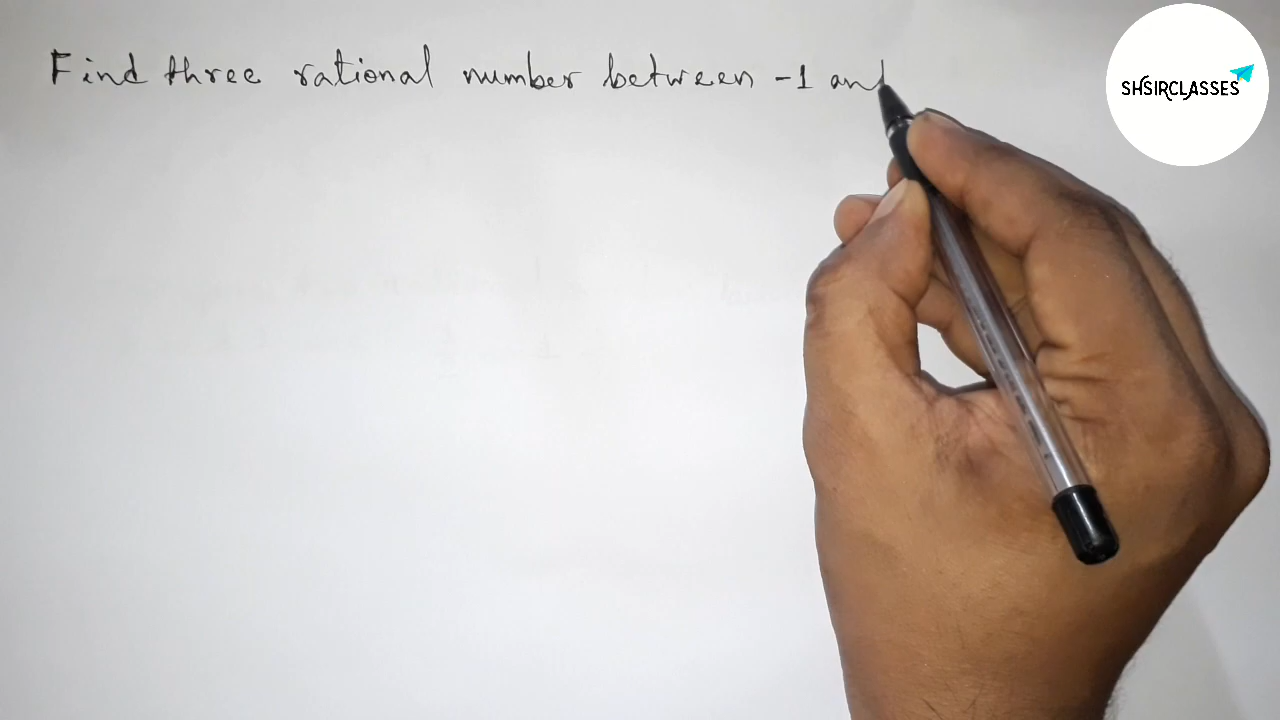 Find three rational number between -1 and
SHSIRCLASSES